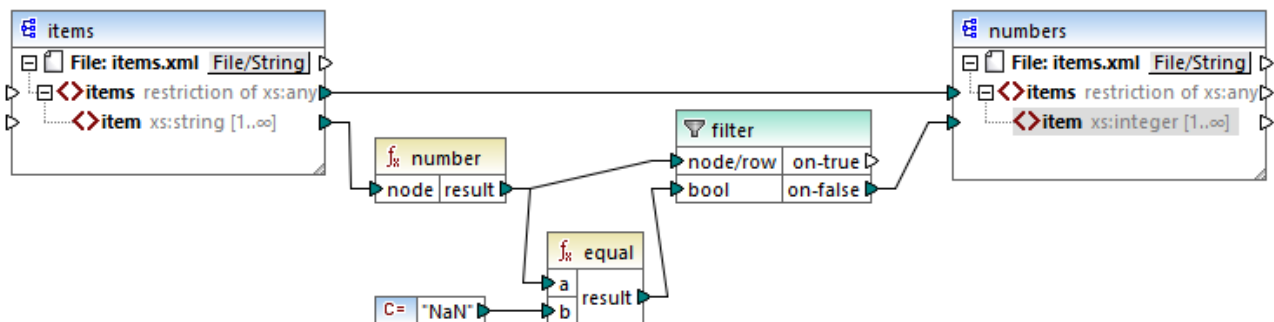 items
File: items.xml File/String
items restriction of xs:any
item xs:string [1..∞]
number
node result
equal
a
b
result
C= "NaN"
filter
node/row on-true
bool on-false
numbers
File: items.xml File/String
items restriction of xs:any
item xs:integer [1..∞]